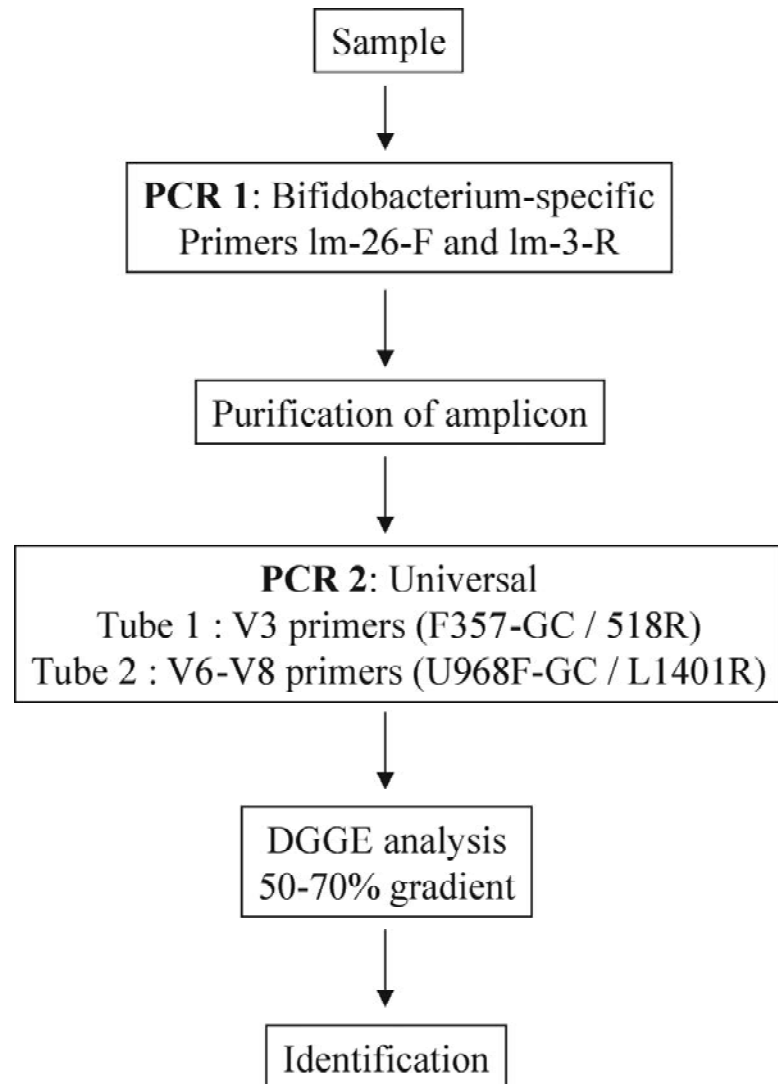 Sample
PCR 1: Bifidobacterium-specific
Primers lm-26-F and lm-3-R
Purification of amplicon
PCR 2: Universal
Tube 1 : V3 primers (F357-GC / 518R)
Tube 2 : V6-V8 primers (U968F-GC / L1401R)
DGGE analysis
50-70% gradient
Identification